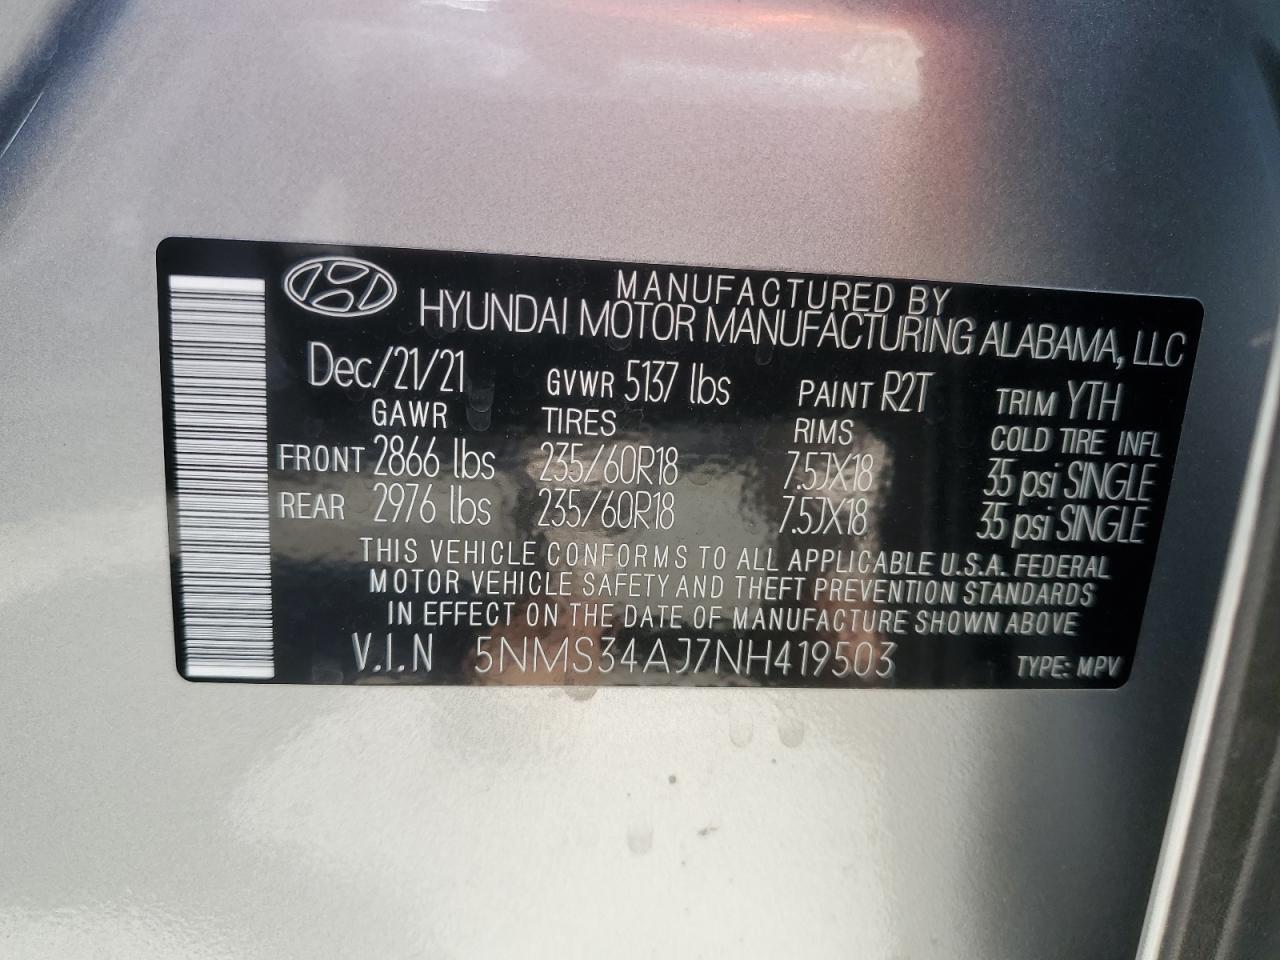 MANUFACTURED BY
HYUNDAI MOTOR MANUFACTURING ALABAMA, LLC
Dec/21/21 GVWR 5137 lbs PAINT R2T TRIM YTH
GAWR TIRES RIMS COLD TIRE INFL
FRONT 2866 lbs 235/60R18 7.5JX18 35 psi SINGLE
REAR 2976 lbs 235/60R18 7.5JX18 35 psi SINGLE
THIS VEHICLE CONFORMS TO ALL APPLICABLE U.S.A. FEDERAL
MOTOR VEHICLE SAFETY AND THEFT PREVENTION STANDARDS
IN EFFECT ON THE DATE OF MANUFACTURE SHOWN ABOVE
V.I.N 5NMS34AJ7NH419503 TYPE: MPV